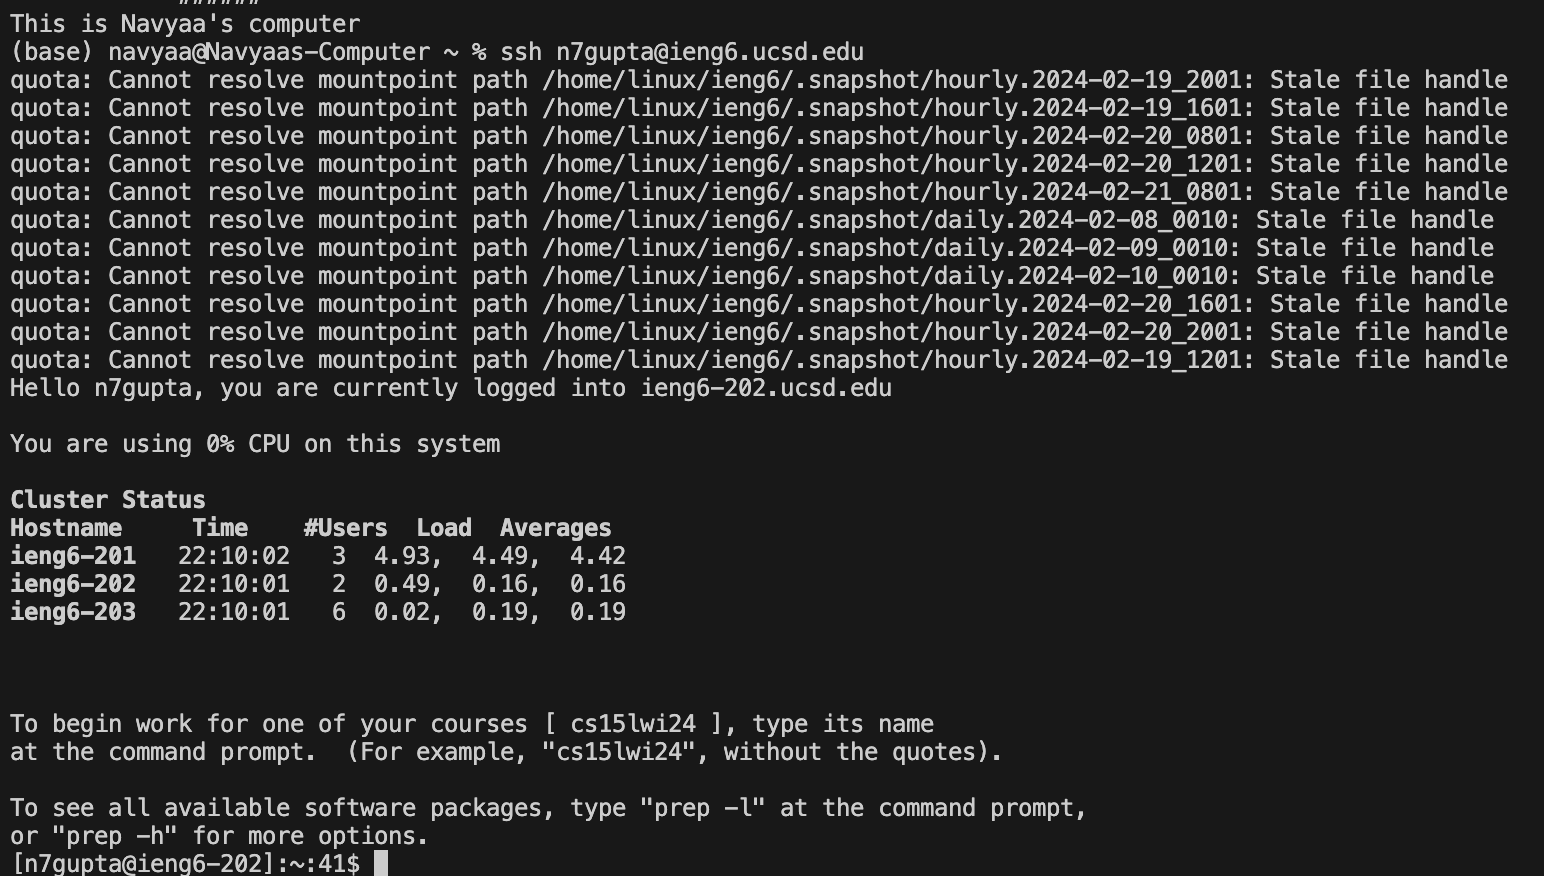 ######
This is Navyaa's computer
(base) navyaa@Navyaas-Computer ~ % ssh n7gupta@ieng6.ucsd.edu
quota: Cannot resolve mountpoint path /home/linux/ieng6/.snapshot/hourly.2024-02-19_2001: Stale file handle
quota: Cannot resolve mountpoint path /home/linux/ieng6/.snapshot/hourly.2024-02-19_1601: Stale file handle
quota: Cannot resolve mountpoint path /home/linux/ieng6/.snapshot/hourly.2024-02-20_0801: Stale file handle
quota: Cannot resolve mountpoint path /home/linux/ieng6/.snapshot/hourly.2024-02-20_1201: Stale file handle
quota: Cannot resolve mountpoint path /home/linux/ieng6/.snapshot/hourly.2024-02-21_0801: Stale file handle
quota: Cannot resolve mountpoint path /home/linux/ieng6/.snapshot/daily.2024-02-08_0010: Stale file handle
quota: Cannot resolve mountpoint path /home/linux/ieng6/.snapshot/daily.2024-02-09_0010: Stale file handle
quota: Cannot resolve mountpoint path /home/linux/ieng6/.snapshot/daily.2024-02-10_0010: Stale file handle
quota: Cannot resolve mountpoint path /home/linux/ieng6/.snapshot/hourly.2024-02-20_1601: Stale file handle
quota: Cannot resolve mountpoint path /home/linux/ieng6/.snapshot/hourly.2024-02-20_2001: Stale file handle
quota: Cannot resolve mountpoint path /home/linux/ieng6/.snapshot/hourly.2024-02-19_1201: Stale file handle
Hello n7gupta, you are currently logged into ieng6-202.ucsd.edu
You are using 0% CPU on this system
Cluster Status
Hostname     Time    #Users  Load  Averages
ieng6-201   22:10:02   3  4.93,  4.49,  4.42
ieng6-202   22:10:01   2  0.49,  0.16,  0.16
ieng6-203   22:10:01   6  0.02,  0.19,  0.19
To begin work for one of your courses [ cs15lwi24 ], type its name
at the command prompt.  (For example, "cs15lwi24", without the quotes).
To see all available software packages, type "prep -l" at the command prompt,
or "prep -h" for more options.
[n7gupta@ieng6-202]:~:41$